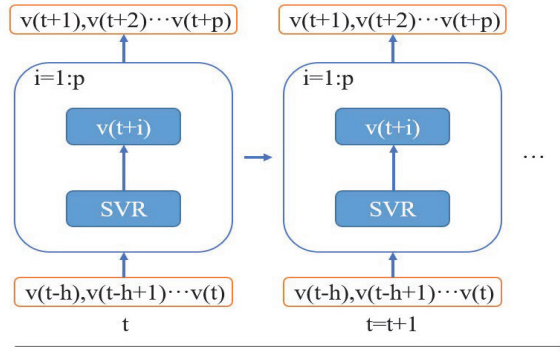 v(t+1),v(t+2)⋯v(t+p)
i=1:p
v(t+i)
SVR
v(t-h),v(t-h+1)⋯v(t)
t
v(t+1),v(t+2)⋯v(t+p)
i=1:p
v(t+i)
SVR
v(t-h),v(t-h+1)⋯v(t)
t=t+1
⋯